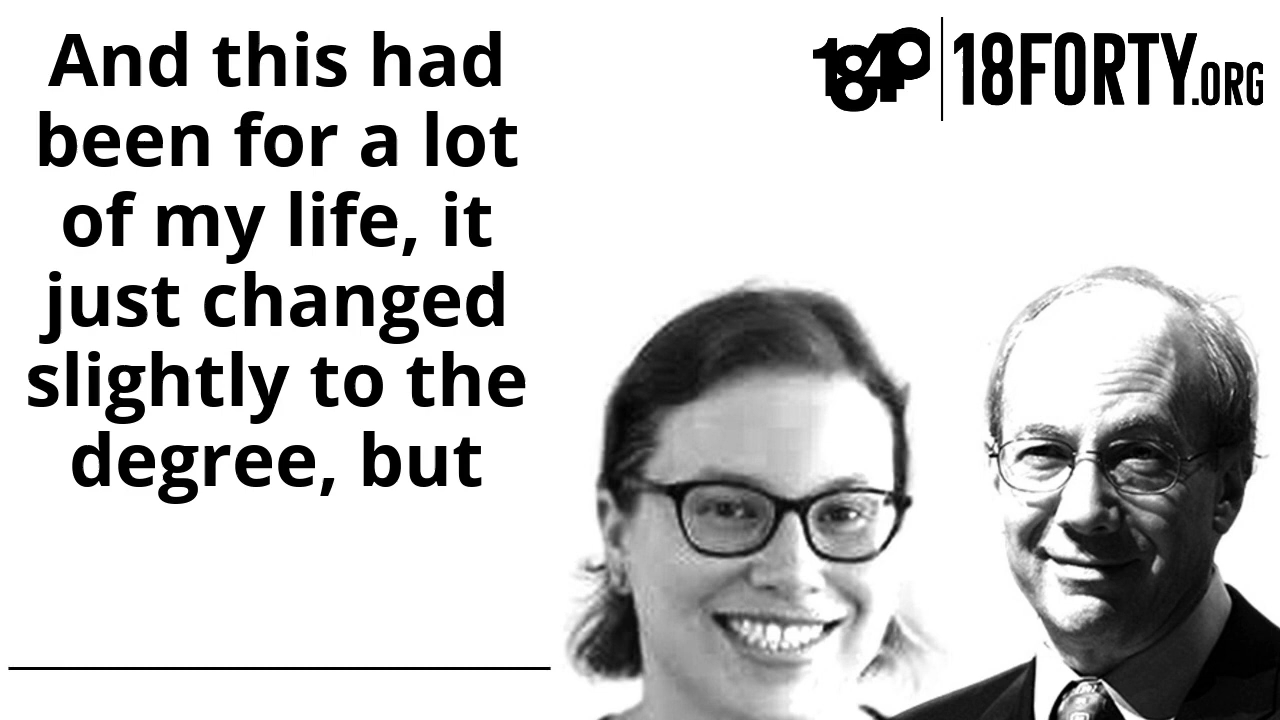 And this had
been for a lot
of my life, it
just changed
slightly to the
degree, but
1840 | 18FORTY.ORG